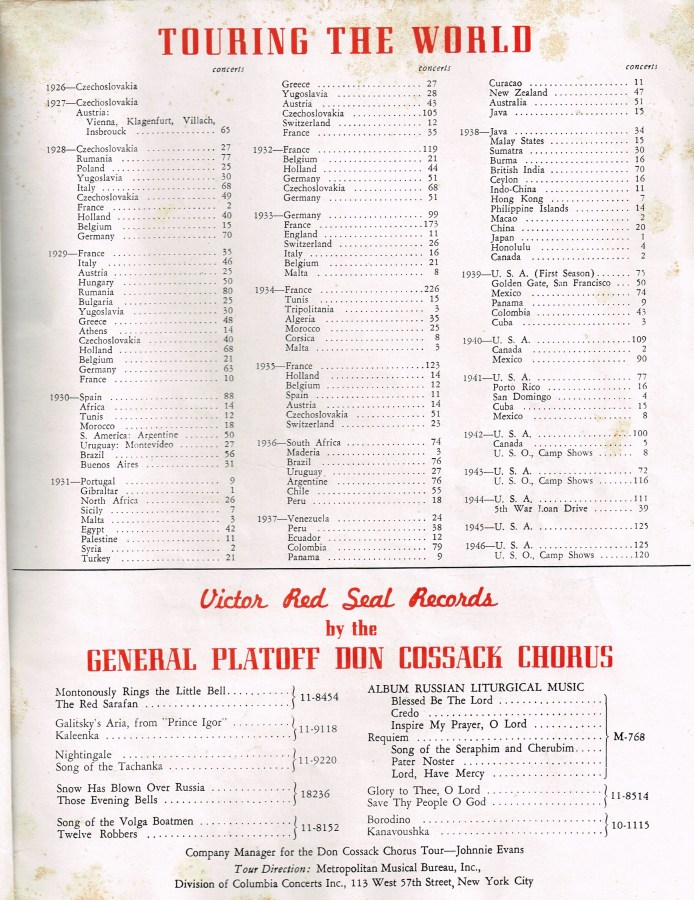 TOURING THE WORLD
concerts
1926—Czechoslovakia
1927—Czechoslovakia
Austria:
Vienna, Klagenfurt, Villach,
Insbrouck 65
1928—Czechoslovakia 27
Rumania 77
Poland 25
Yugoslavia 30
Italy 68
Czechoslovakia 49
France 2
Holland 40
Belgium 15
Germany 70
1929—France 35
Italy 46
Austria 25
Hungary 50
Rumania 80
Bulgaria 25
Yugoslavia 30
Greece 48
Athens 14
Czechoslovakia 40
Holland 68
Belgium 21
Germany 63
France 10
1930—Spain 88
Africa 14
Tunis 12
Morocco 18
S. America: Argentine 50
Uruguay: Montevideo 27
Brazil 56
Buenos Aires 31
1931—Portugal 9
Gibraltar 1
North Africa 26
Sicily 7
Malta 3
Egypt 42
Palestine 11
Syria 2
Turkey 21
concerts
Greece 27
Yugoslavia 28
Austria 43
Czechoslovakia 105
Switzerland 12
France 35
1932—France 119
Belgium 21
Holland 44
Germany 51
Czechoslovakia 68
Germany 51
1933—Germany 99
France 173
England 11
Switzerland 26
Italy 16
Belgium 21
Malta 8
1934—France 226
Tunis 15
Tripolitania 3
Algeria 35
Morocco 25
Corsica 8
Malta 3
1935—France 123
Holland 14
Belgium 12
Spain 11
Austria 14
Czechoslovakia 51
Switzerland 23
1936—South Africa 74
Maderia 3
Brazil 76
Uruguay 27
Argentine 76
Chile 55
Peru 18
1937—Venezuela 24
Peru 38
Ecuador 12
Colombia 79
Panama 9
concerts
Curacao 11
New Zealand 47
Australia 51
Java 15
1938—Java 34
Malay States 15
Sumatra 30
Burma 16
British India 70
Ceylon 16
Indo-China 11
Hong Kong 7
Philippine Islands 14
Macao 2
China 20
Japan 1
Honolulu 4
Canada 2
1939—U. S. A. (First Season) 75
Golden Gate, San Francisco 50
Mexico 74
Panama 9
Colombia 43
Cuba 3
1940—U. S. A. 109
Canada 2
Mexico 90
1941—U. S. A. 77
Porto Rico 16
San Domingo 4
Cuba 15
Mexico 8
1942—U. S. A. 100
Canada 5
U. S. O., Camp Shows 8
1943—U. S. A. 72
U. S. O., Camp Shows 116
1944—U. S. A. 111
5th War Loan Drive 39
1945—U. S. A. 125
1946—U. S. A. 125
U. S. O., Camp Shows 120
Victor Red Seal Records
by the
GENERAL PLATOFF DON COSSACK CHORUS
Montonously Rings the Little Bell
The Red Sarafan
11-8454
Galitsky's Aria, from "Prince Igor"
Kaleenka
11-9118
Nightingale
Song of the Tachanka
11-9220
Snow Has Blown Over Russia
Those Evening Bells
18236
Song of the Volga Boatmen
Twelve Robbers
11-8152
ALBUM RUSSIAN LITURGICAL MUSIC
Blessed Be The Lord
Credo
Inspire My Prayer, O Lord
Requiem
M-768
Song of the Seraphim and Cherubim
Pater Noster
Lord, Have Mercy
Glory to Thee, O Lord
Save Thy People O God
11-8514
Borodino
Kanavoushka
10-1115
Company Manager for the Don Cossack Chorus Tour—Johnnie Evans
Tour Direction: Metropolitan Musical Bureau, Inc.,
Division of Columbia Concerts Inc., 113 West 57th Street, New York City